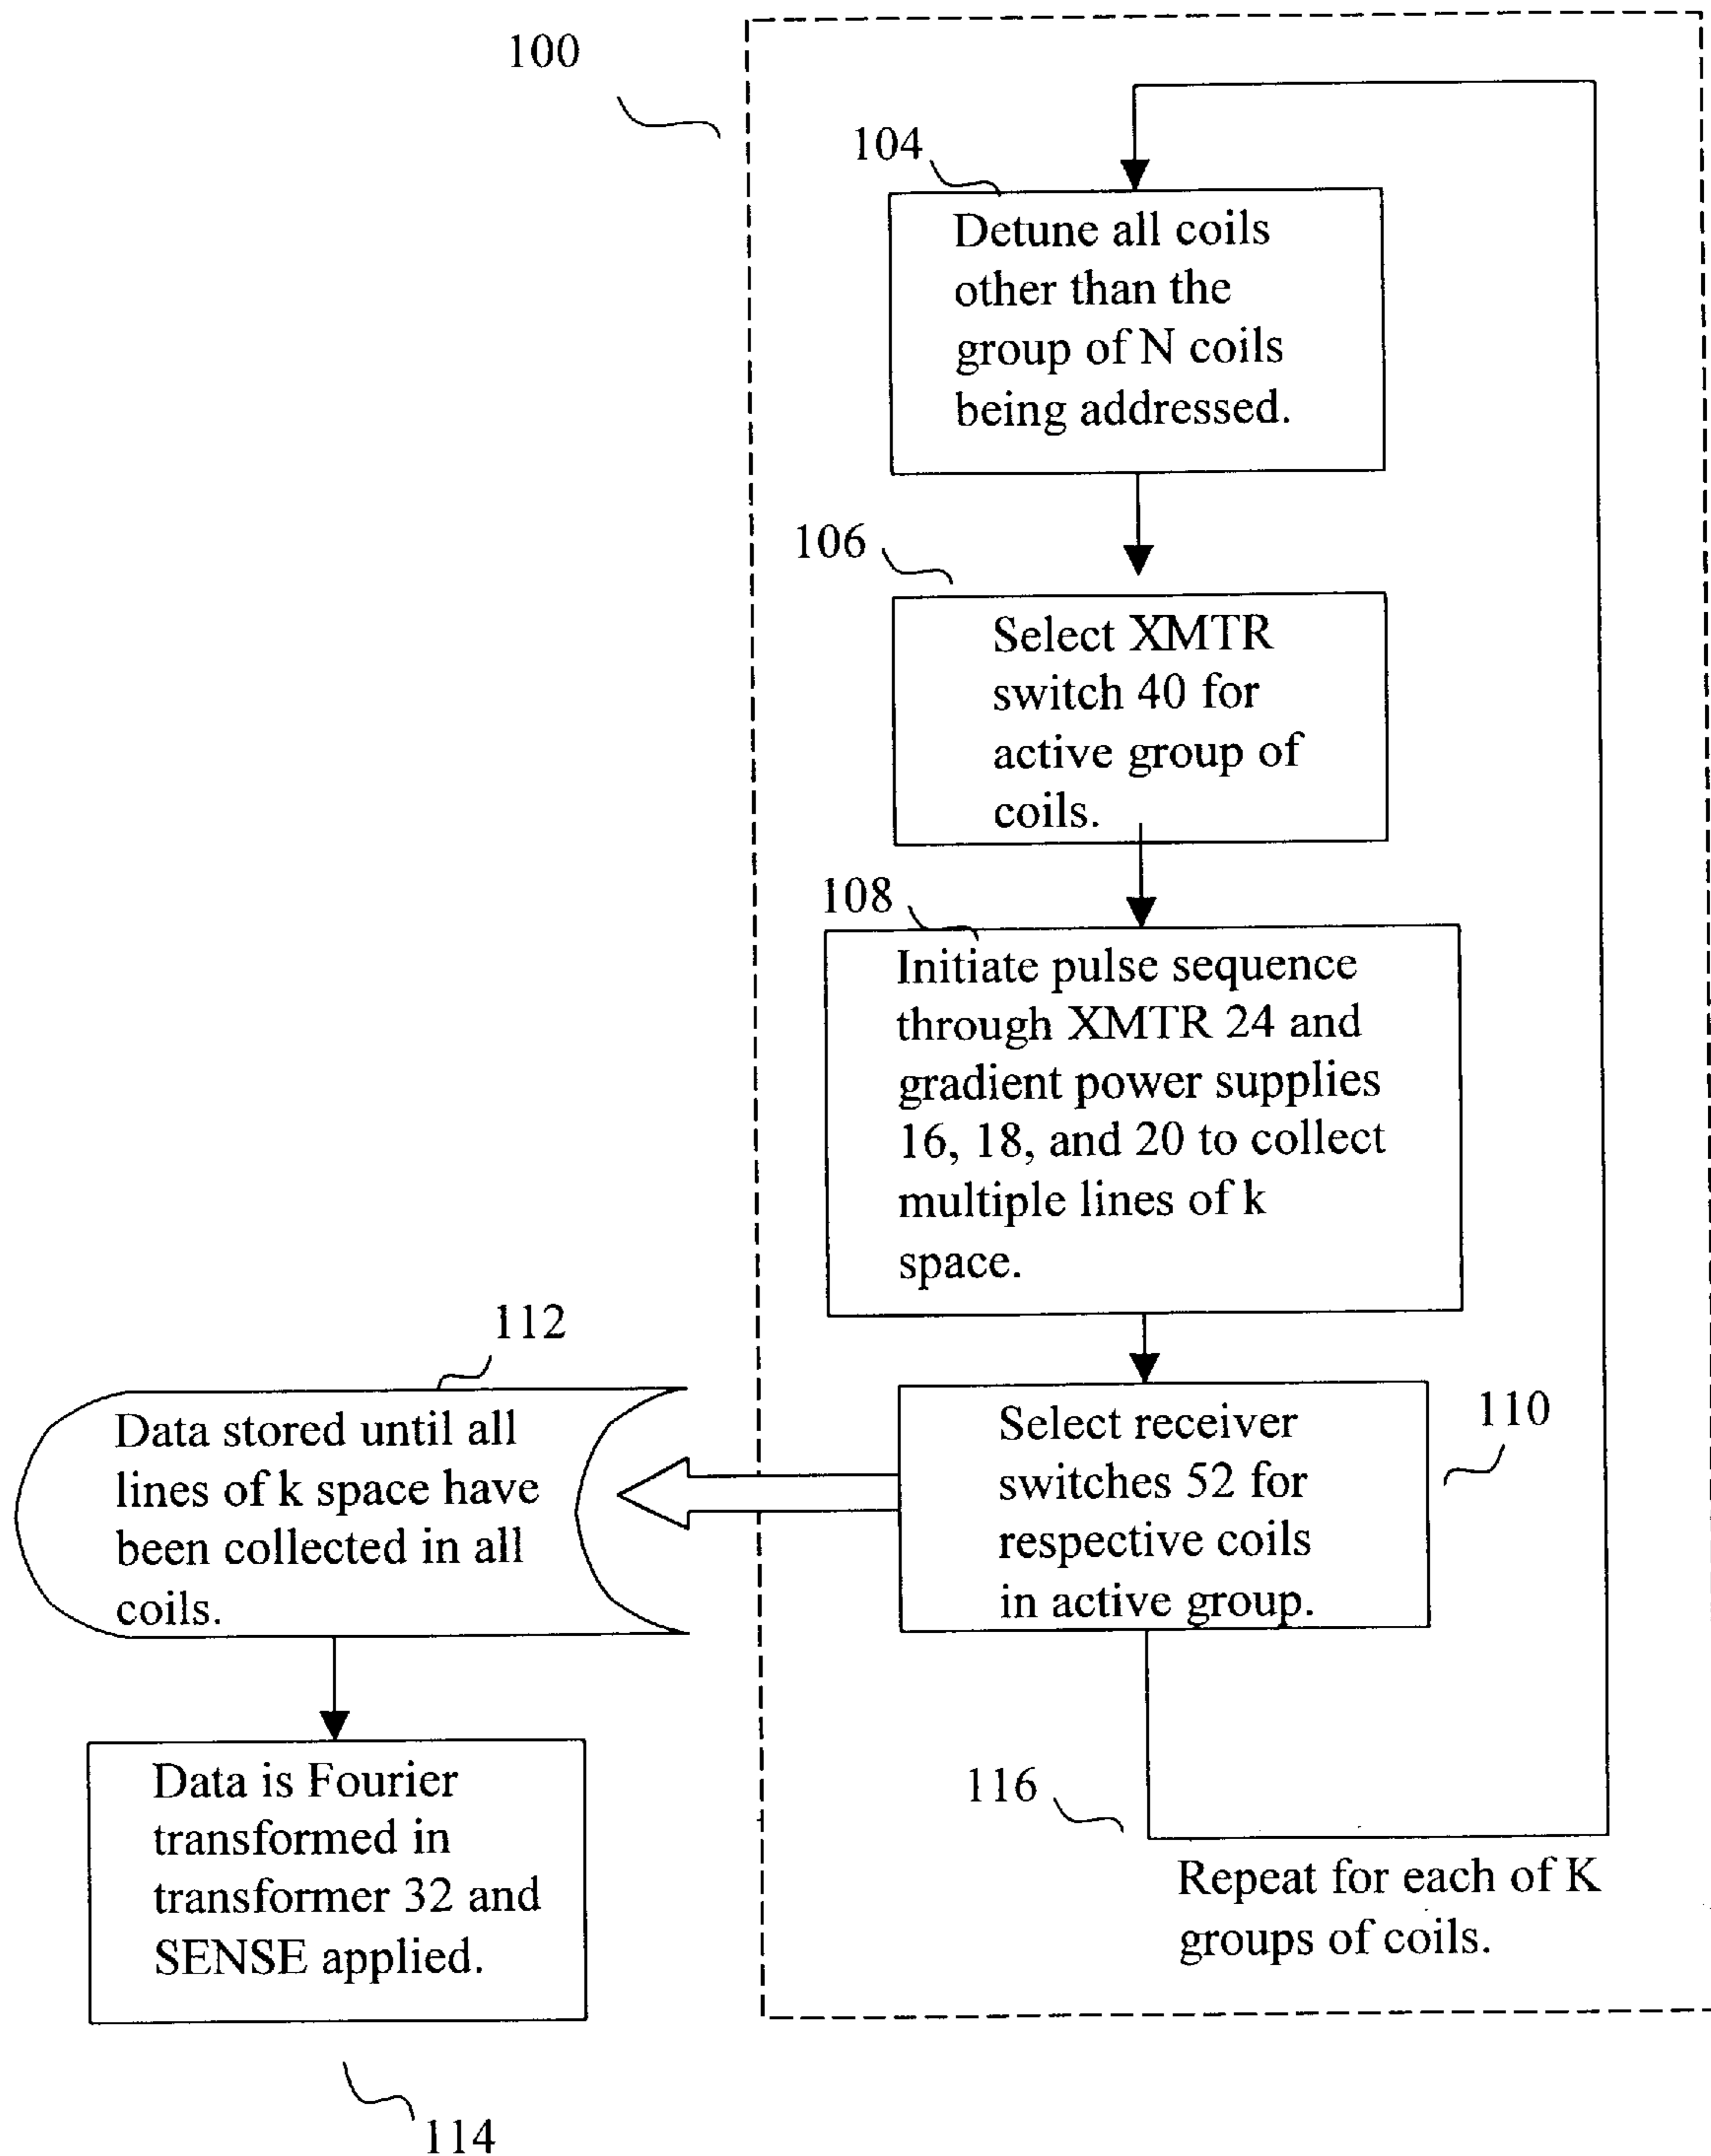 100
104
Detune all coils
other than the
group of N coils
being addressed.
106
Select XMTR
switch 40 for
active group of
coils.
108
Initiate pulse sequence
through XMTR 24 and
gradient power supplies
16, 18, and 20 to collect
multiple lines of k
space.
110
Select receiver
switches 52 for
respective coils
in active group.
112
Data stored until all
lines of k space have
been collected in all
coils.
Data is Fourier
transformed in
transformer 32 and
SENSE applied.
114
116
Repeat for each of K
groups of coils.